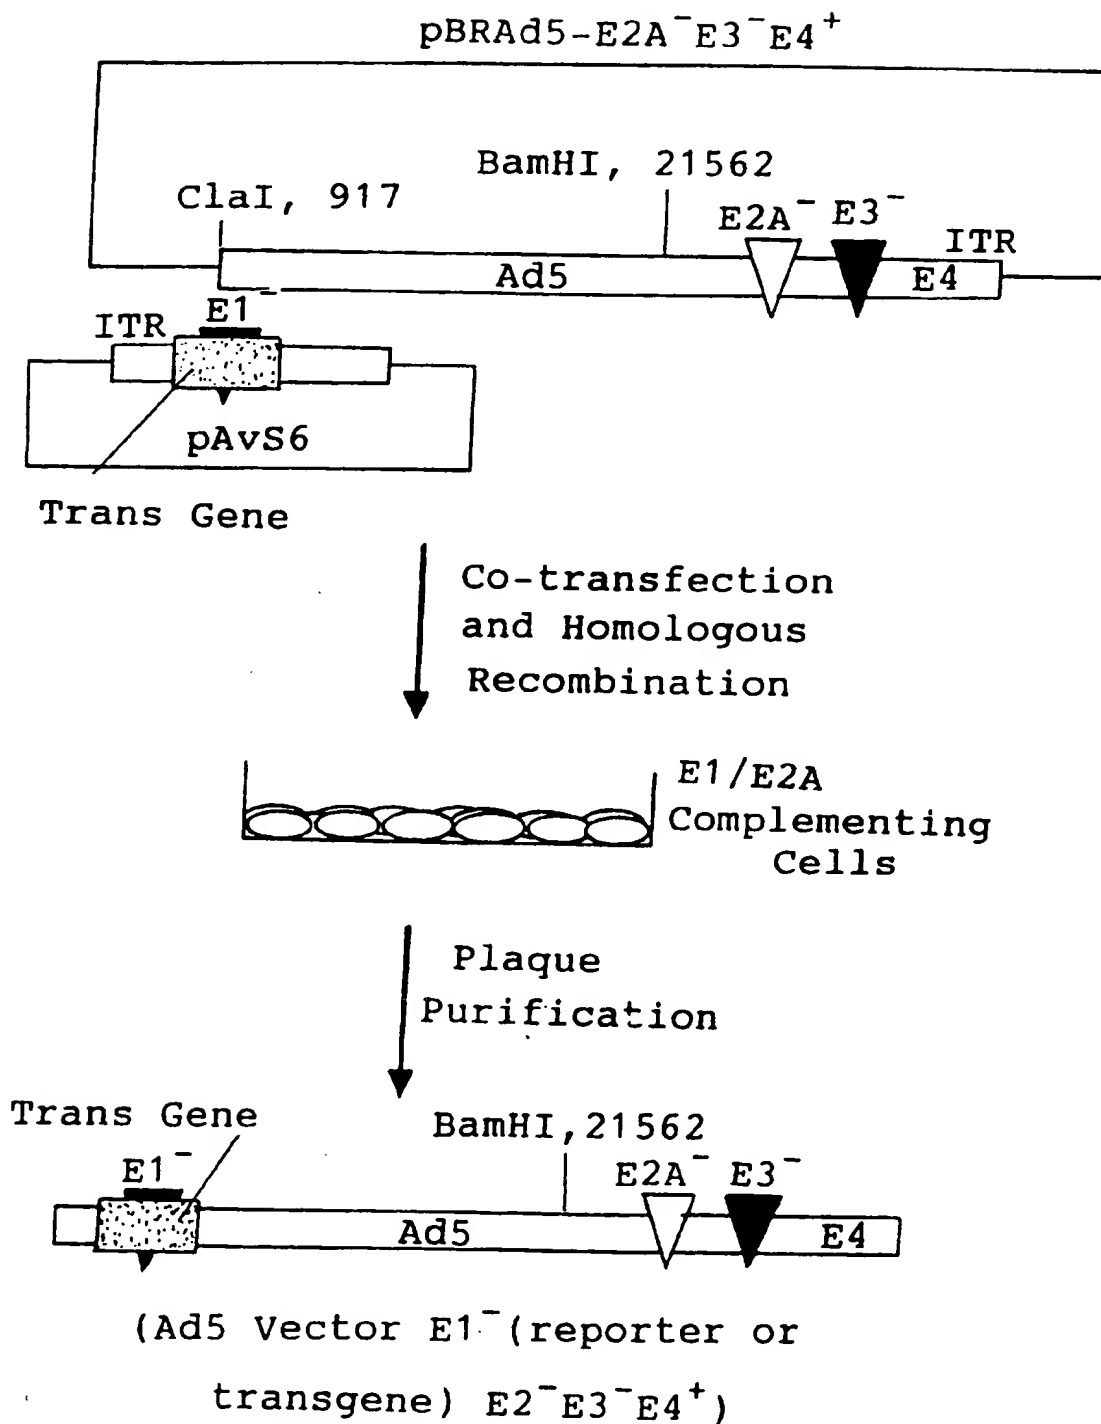 pBRAd5-E2A⁻E3⁻E4⁺
BamHI, 21562
ClaI, 917
E2A⁻ E3⁻
ITR
Ad5
E4
E1⁻
ITR
pAvS6
Trans Gene
Co-transfection
and Homologous
Recombination
E1/E2A
Complementing
Cells
Plaque
Purification
Trans Gene
BamHI,21562
E1⁻
E2A⁻ E3⁻
Ad5
E4
(Ad5 Vector E1⁻(reporter or
transgene) E2⁻E3⁻E4⁺)